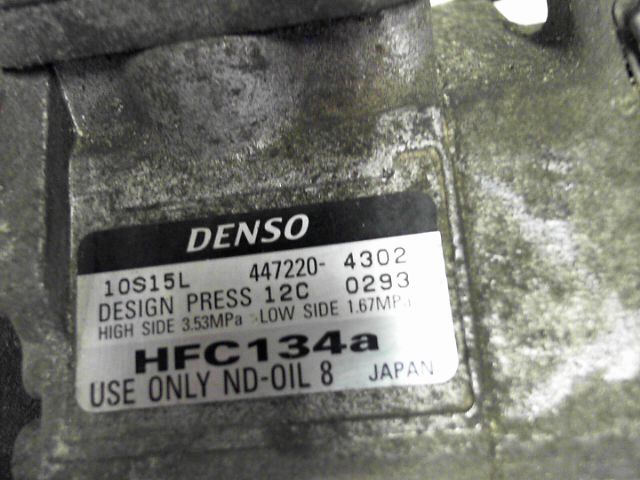 DENSO
10S15L 447220-4302
DESIGN PRESS 12C 0293
HIGH SIDE 3.53MPa LOW SIDE 1.67MPa
HFC134a
USE ONLY ND-OIL 8 JAPAN